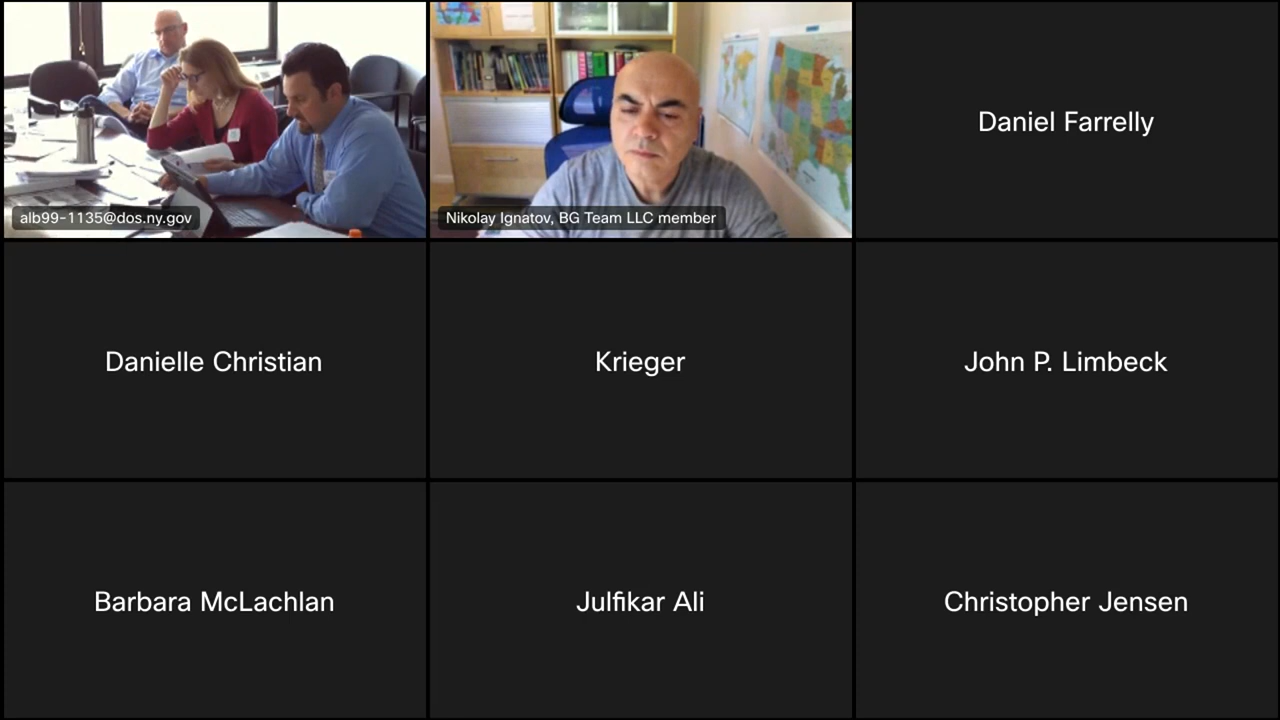 alb99-1135@dos.ny.gov
Nikolay Ignatov, BG Team LLC member
Daniel Farrelly
Danielle Christian
Krieger
John P. Limbeck
Barbara McLachlan
Julfikar Ali
Christopher Jensen